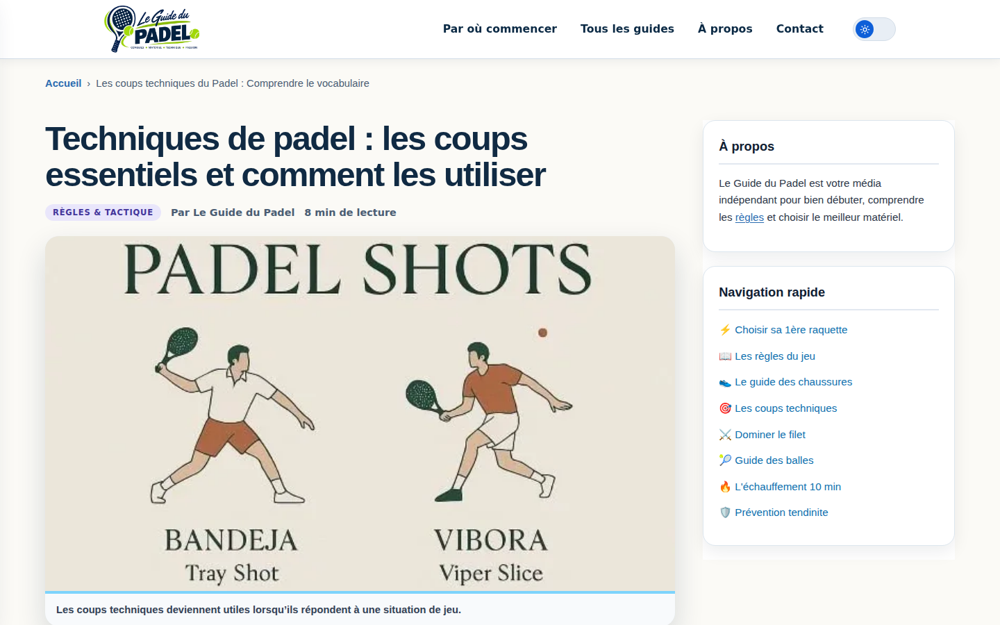 Le Guide du
PADEL
Par où commencer
Tous les guides
À propos
Contact
Accueil › Les coups techniques du Padel : Comprendre le vocabulaire
Techniques de padel : les coups
essentiels et comment les utiliser
RÈGLES & TACTIQUE
Par Le Guide du Padel
8 min de lecture
PADEL SHOTS
BANDEJA
Tray Shot
VIBORA
Viper Slice
Les coups techniques deviennent utiles lorsqu’ils répondent à une situation de jeu.
À propos
Le Guide du Padel est votre média
indépendant pour bien débuter, comprendre
les règles et choisir le meilleur matériel.
Navigation rapide
⚡ Choisir sa 1ère raquette
📖 Les règles du jeu
👟 Le guide des chaussures
🎯 Les coups techniques
⚔️ Dominer le filet
🎾 Guide des balles
🔥 L'échauffement 10 min
🛡️ Prévention tendinite